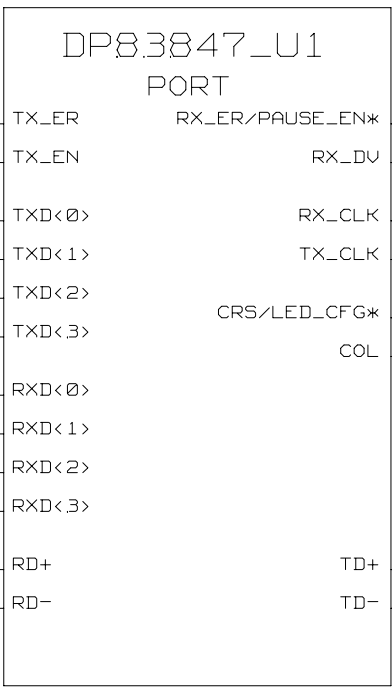 DP83847_U1
PORT
TX_ER RX_ER/PAUSE_EN*
TX_EN RX_DV
TXD<0> RX_CLK
TXD<1> TX_CLK
TXD<2>
CRS/LED_CFG*
TXD<3>
COL
RXD<0>
RXD<1>
RXD<2>
RXD<3>
RD+ TD+
RD- TD-